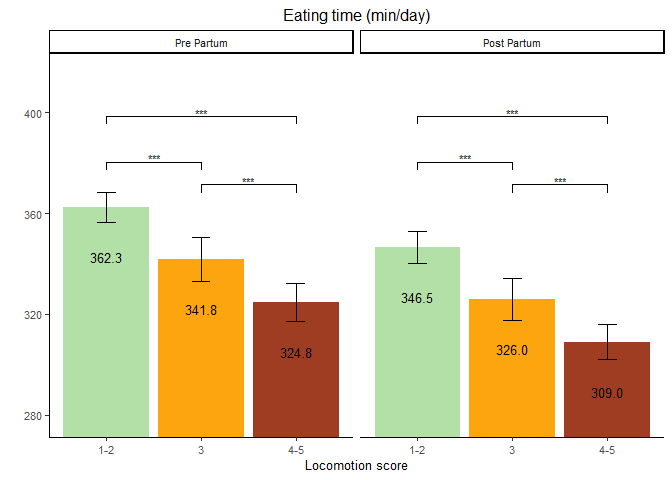 Eating time (min/day)
Pre Partum Post Partum
400
360
320
280
*** ***
*** ***
*** ***
362.3 341.8 324.8 346.5 326.0 309.0
1-2 3 4-5 1-2 3 4-5
Locomotion score